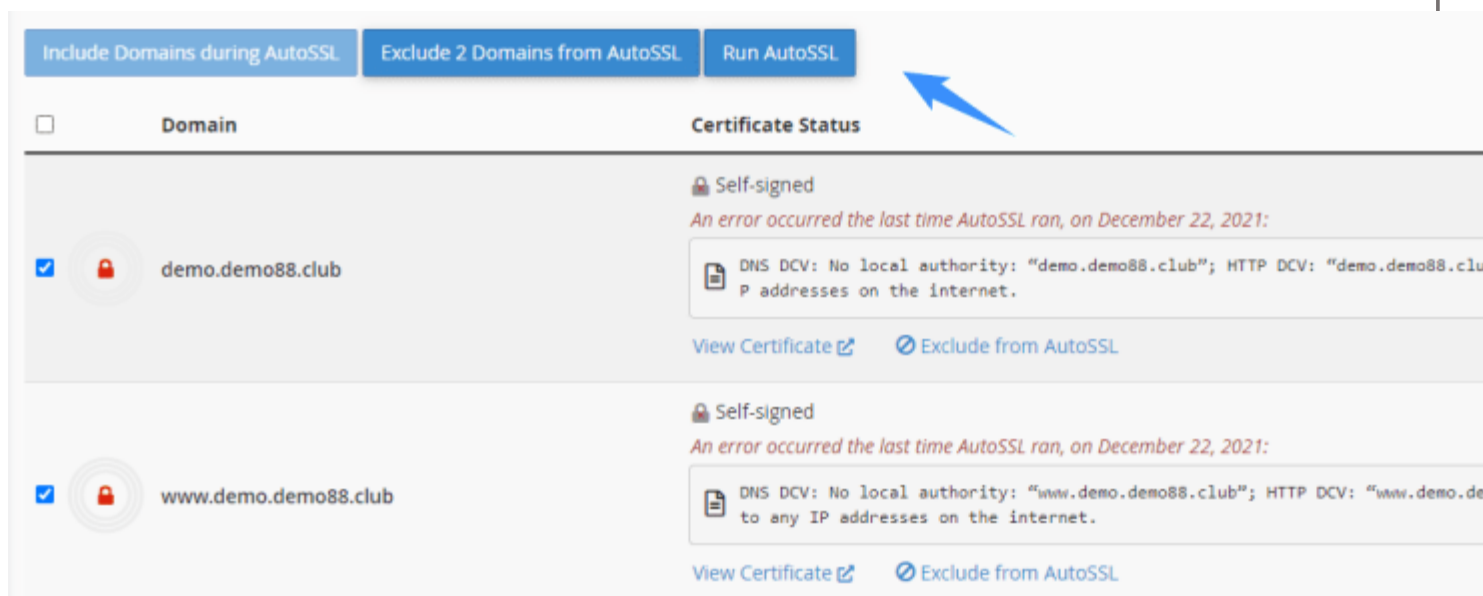 Include Domains during AutoSSL Exclude 2 Domains from AutoSSL Run AutoSSL
Domain Certificate Status
Self-signed
An error occurred the last time AutoSSL ran, on December 22, 2021:
demo.demo88.club
DNS DCV: No local authority: “demo.demo88.club”; HTTP DCV: “demo.demo88.clu
P addresses on the internet.
View Certificate Exclude from AutoSSL
Self-signed
An error occurred the last time AutoSSL ran, on December 22, 2021:
www.demo.demo88.club
DNS DCV: No local authority: “www.demo.demo88.club”; HTTP DCV: “www.demo.de
to any IP addresses on the internet.
View Certificate Exclude from AutoSSL